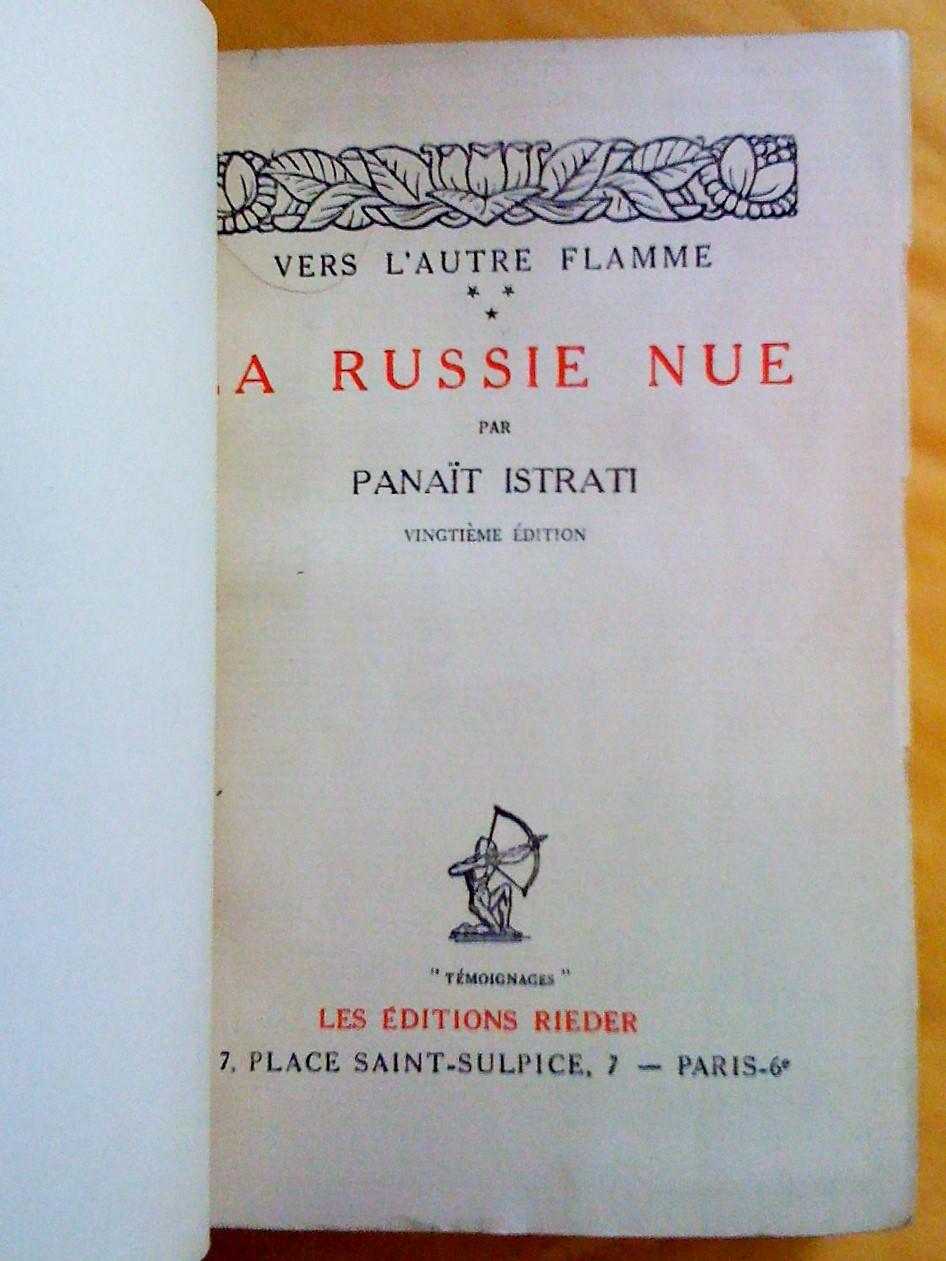 VERS L'AUTRE FLAMME
* *
*
A RUSSIE NUE
PAR
PANAÏT ISTRATI
VINGTIÈME ÉDITION
" TÉMOIGNAGES "
LES ÉDITIONS RIEDER
7, PLACE SAINT-SULPICE, 7 — PARIS-6e